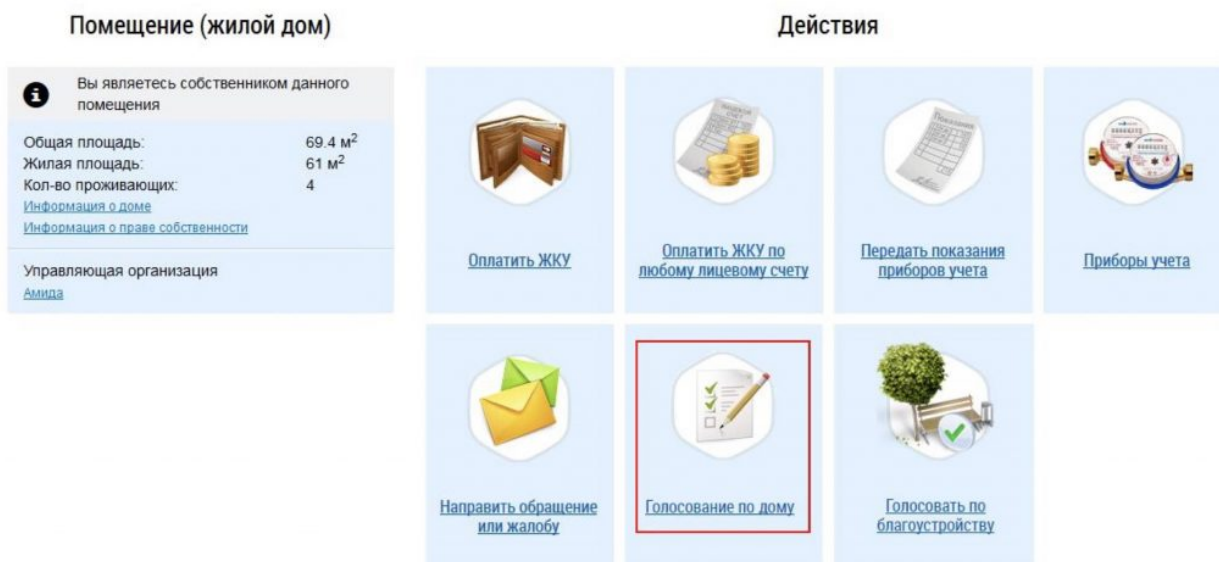 Помещение (жилой дом)
Вы являетесь собственником данного
помещения
Общая площадь: 69.4 м²
Жилая площадь: 61 м²
Кол-во проживающих: 4
Информация о доме
Информация о праве собственности
Управляющая организация
Амида
Действия
Оплатить ЖКУ
Оплатить ЖКУ по
любому лицевому счету
Передать показания
приборов учета
Приборы учета
Направить обращение
или жалобу
Голосование по дому
Голосовать по
благоустройству
Показания